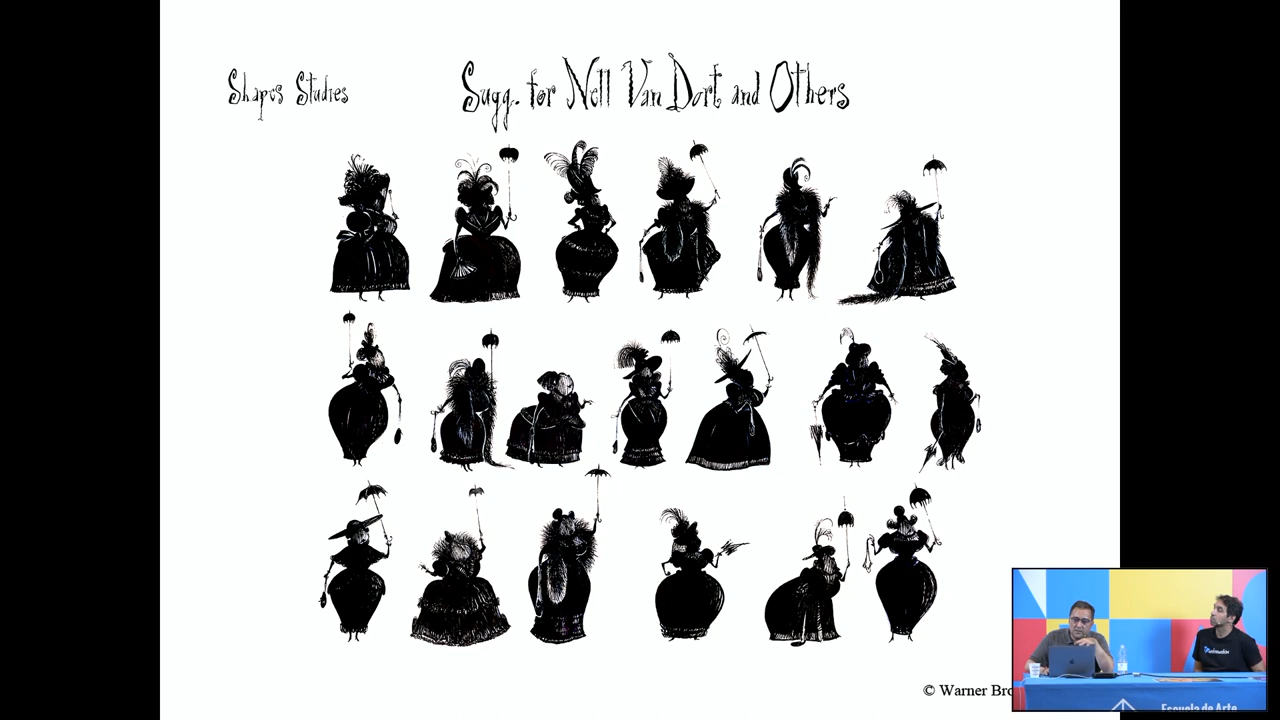 Shapes Studies
Sugg. for Nell Van Dort and Others
© Warner Bro
Escuela de Arte